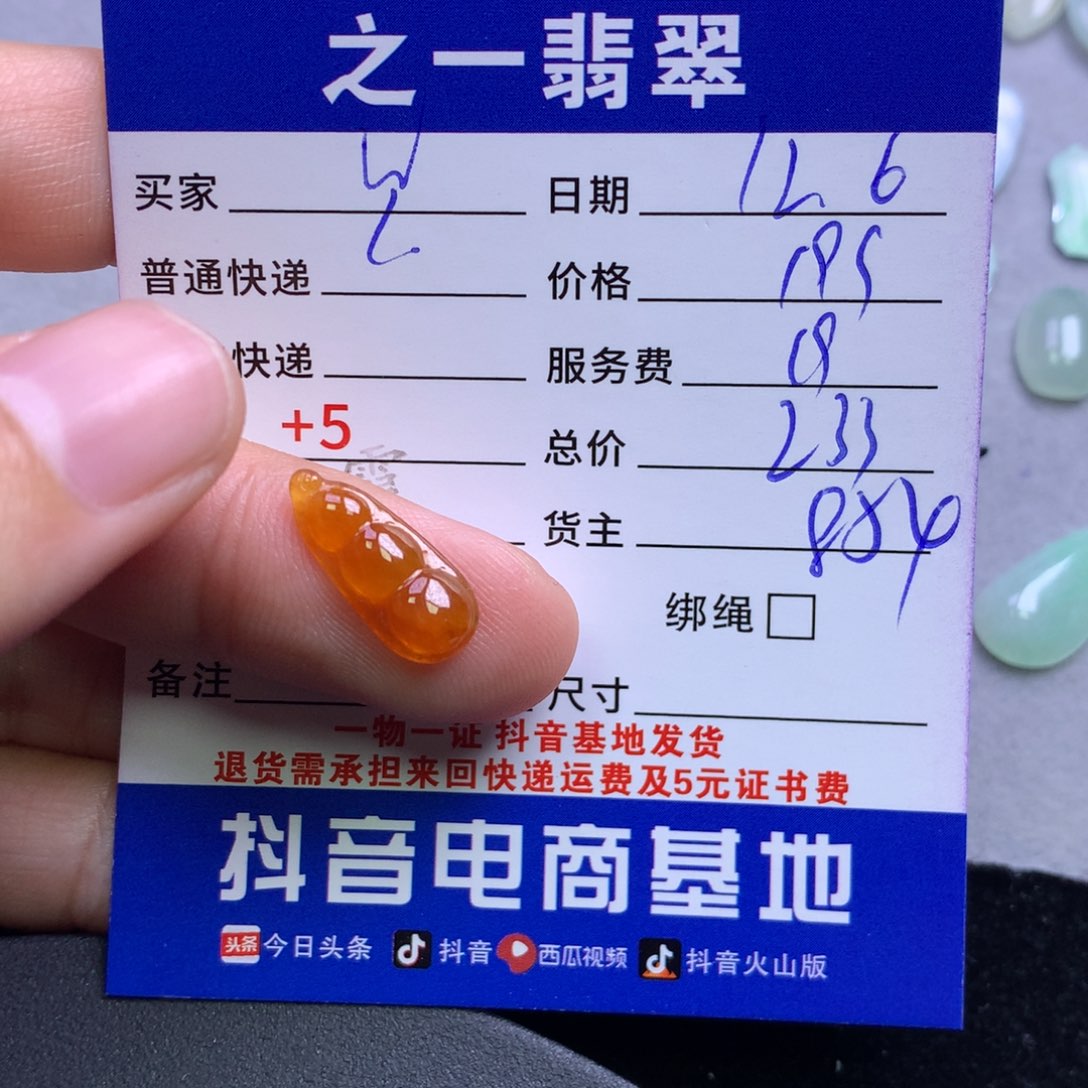 之一翡翠
买家 W 日期 12 6
普通快递 L 价格 195
快递 服务费 19
+5 总价 233
货主 884
绑绳
备注 尺寸
一物一证 抖音基地发货
退货需承担来回快递运费及5元证书费
抖音电商基地
头条 今日头条 抖音 西瓜视频 抖音火山版